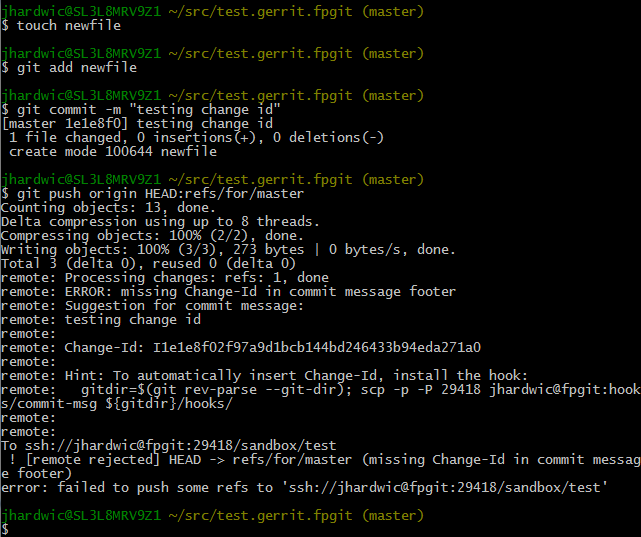 jhardwic@SL3L8MRV9Z1 ~/src/test.gerrit.fpgit (master)
$ touch newfile
jhardwic@SL3L8MRV9Z1 ~/src/test.gerrit.fpgit (master)
$ git add newfile
jhardwic@SL3L8MRV9Z1 ~/src/test.gerrit.fpgit (master)
$ git commit -m "testing change id"
[master 1e1e8f0] testing change id
 1 file changed, 0 insertions(+), 0 deletions(-)
 create mode 100644 newfile
jhardwic@SL3L8MRV9Z1 ~/src/test.gerrit.fpgit (master)
$ git push origin HEAD:refs/for/master
Counting objects: 13, done.
Delta compression using up to 8 threads.
Compressing objects: 100% (2/2), done.
Writing objects: 100% (3/3), 273 bytes | 0 bytes/s, done.
Total 3 (delta 0), reused 0 (delta 0)
remote: Processing changes: refs: 1, done
remote: ERROR: missing Change-Id in commit message footer
remote: Suggestion for commit message:
remote: testing change id
remote:
remote: Change-Id: I1e1e8f02f97a9d1bcb144bd246433b94eda271a0
remote:
remote: Hint: To automatically insert Change-Id, install the hook:
remote:   gitdir=$(git rev-parse --git-dir); scp -p -P 29418 jhardwic@fpgit:hook
s/commit-msg ${gitdir}/hooks/
remote:
remote:
To ssh://jhardwic@fpgit:29418/sandbox/test
 ! [remote rejected] HEAD -> refs/for/master (missing Change-Id in commit messag
e footer)
error: failed to push some refs to 'ssh://jhardwic@fpgit:29418/sandbox/test'
jhardwic@SL3L8MRV9Z1 ~/src/test.gerrit.fpgit (master)
$